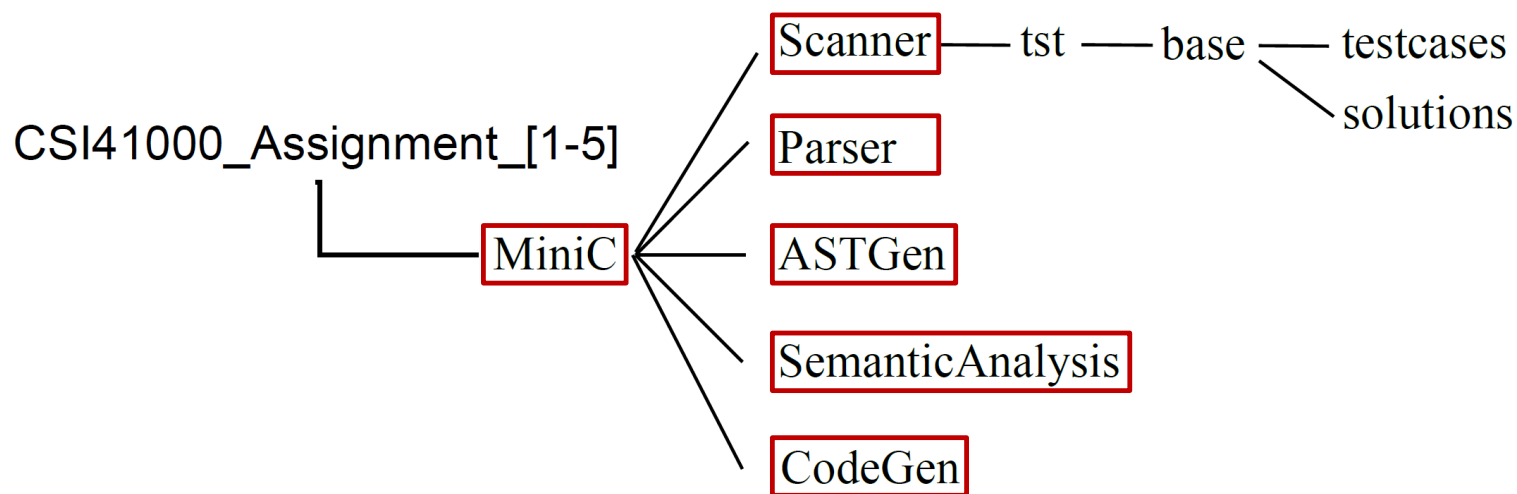 Scanner
tst
base
testcases
solutions
CSI41000_Assignment_[1-5]
Parser
MiniC
ASTGen
SemanticAnalysis
CodeGen